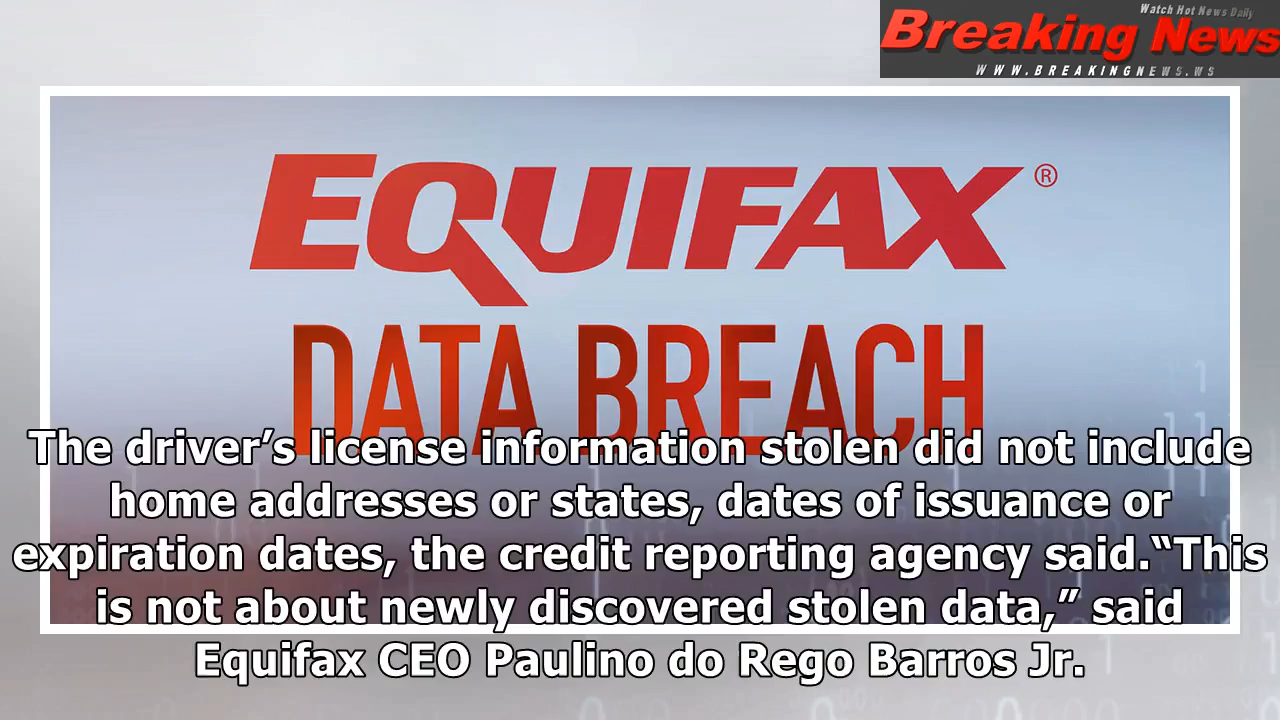 Watch Hot News Daily
Breaking News
WWW.BREAKINGNEWS.WS
EQUIFAX®
DATA BREACH
The driver’s license information stolen did not include
home addresses or states, dates of issuance or
expiration dates, the credit reporting agency said.“This
is not about newly discovered stolen data,” said
Equifax CEO Paulino do Rego Barros Jr.